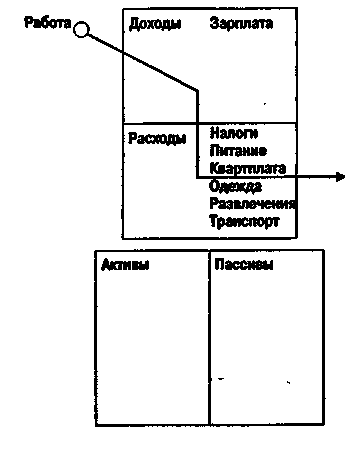 Работа
Доходы Зарплата
Расходы
Налоги
Питание
Квартплата
Одежда
Развлечения
Транспорт
Активы Пассивы